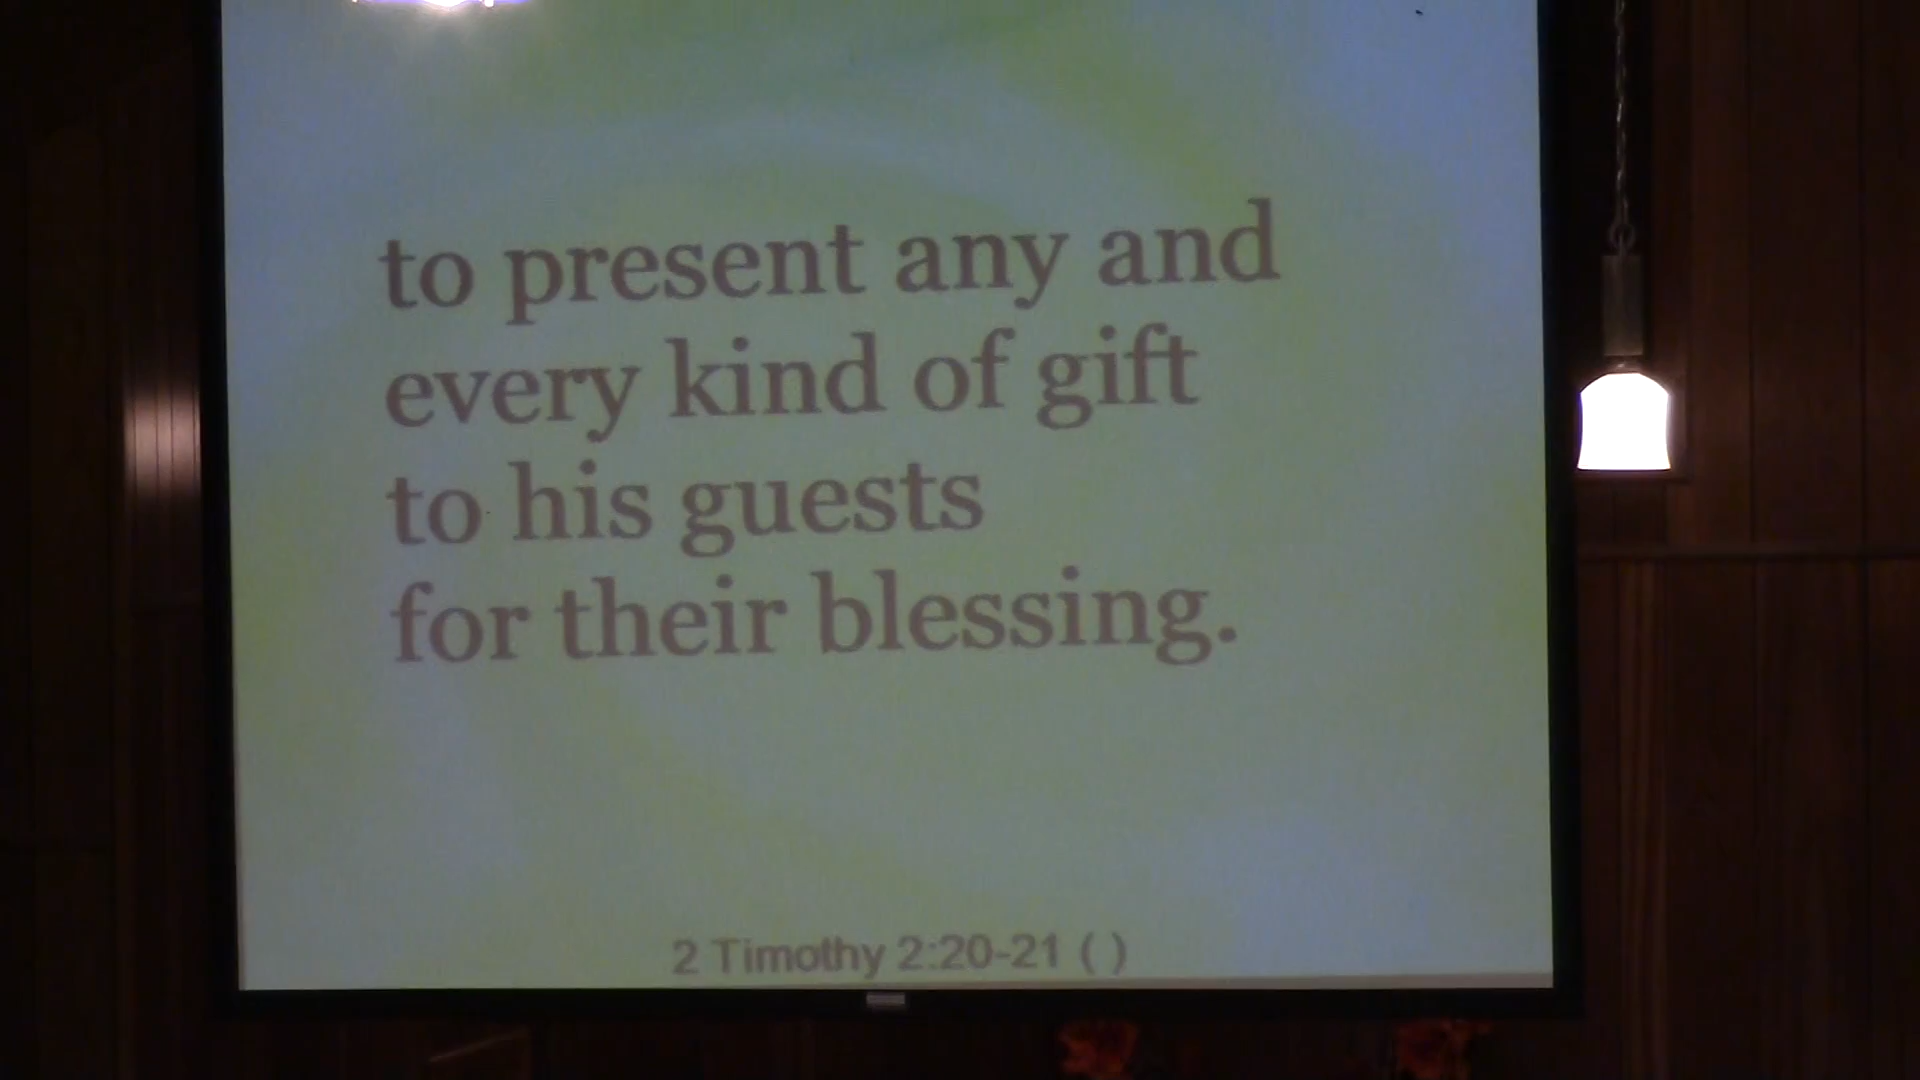 to present any and
every kind of gift
to his guests
for their blessing.
2 Timothy 2:20-21 ( )